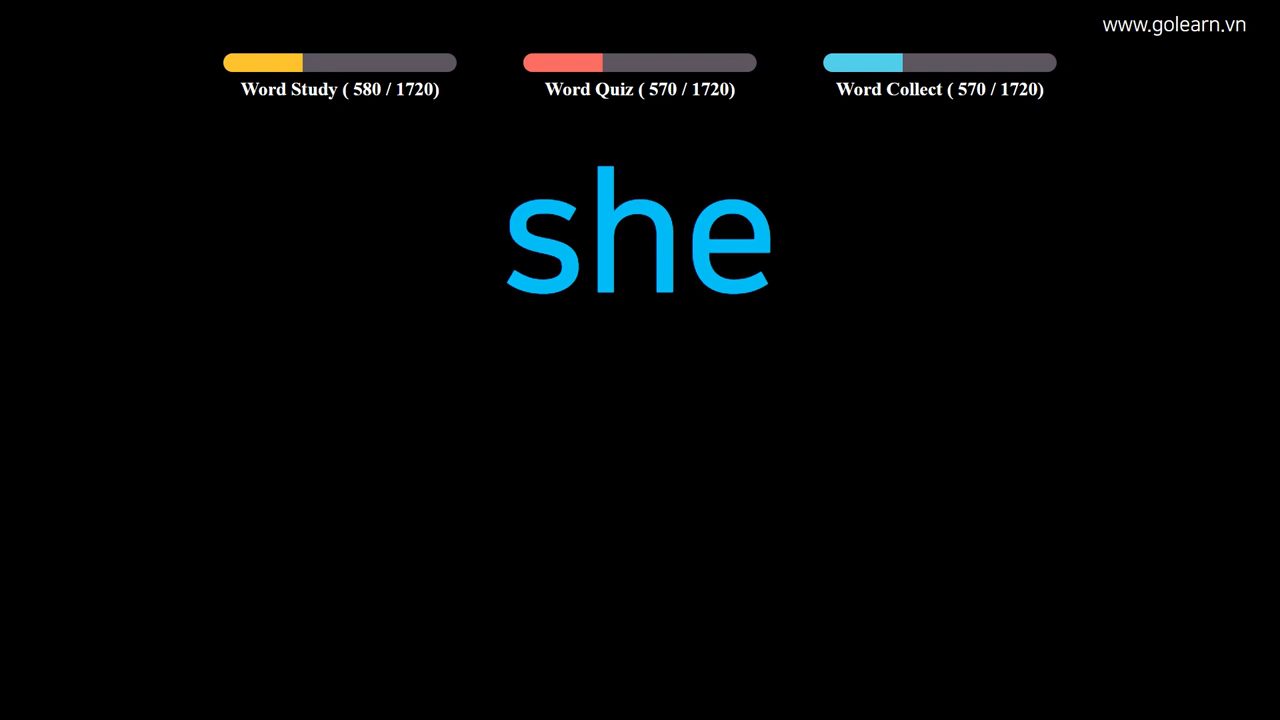 www.golearn.vn
Word Study ( 580 / 1720)
Word Quiz ( 570 / 1720)
Word Collect ( 570 / 1720)
she